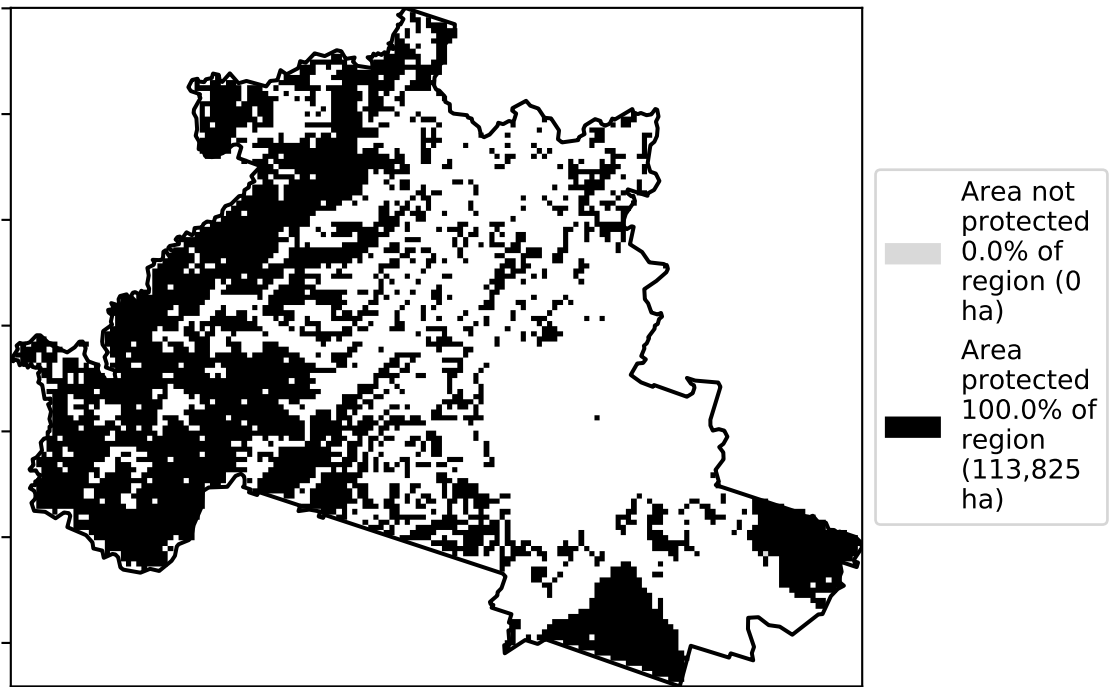 Area not
protected
0.0% of
region (0
ha)
Area
protected
100.0% of
region
(113,825
ha)